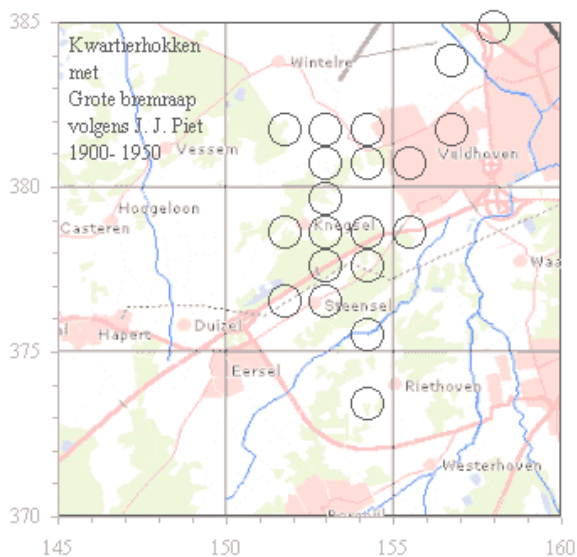 385
Kwartierhokken
met
Grote bremraap
volgens J. J. Piet
1900- 1950
Wintelre
Vessem
Veldhoven
380
Hoogeloon
Casteren
Knegsel
Steensel
Duizel
Hapert
375
Eersel
Riethoven
Westerhoven
370
145 150 155 160